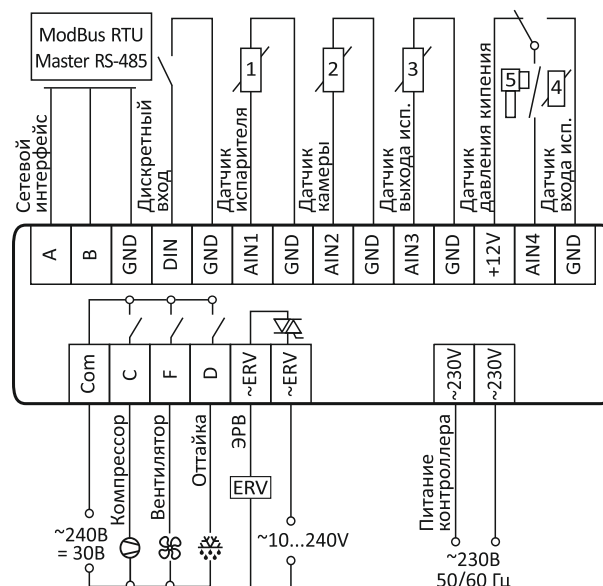 ModBus RTU
Master RS-485
1
2
3
5
4
Сетевой
интерфейс
Дискретный
вход
Датчик
испарителя
Датчик
камеры
Датчик
выхода исп.
Датчик
давления кипения
Датчик
входа исп.
A
B
GND
DIN
GND
AIN1
GND
AIN2
GND
AIN3
GND
+12V
AIN4
GND
Com
C
F
D
~ERV
~ERV
~230V
~230V
Компрессор
Вентилятор
Оттайка
ЭРВ
ERV
Питание
контроллера
~240В
= 30В
~10...240V
~230В
50/60 Гц